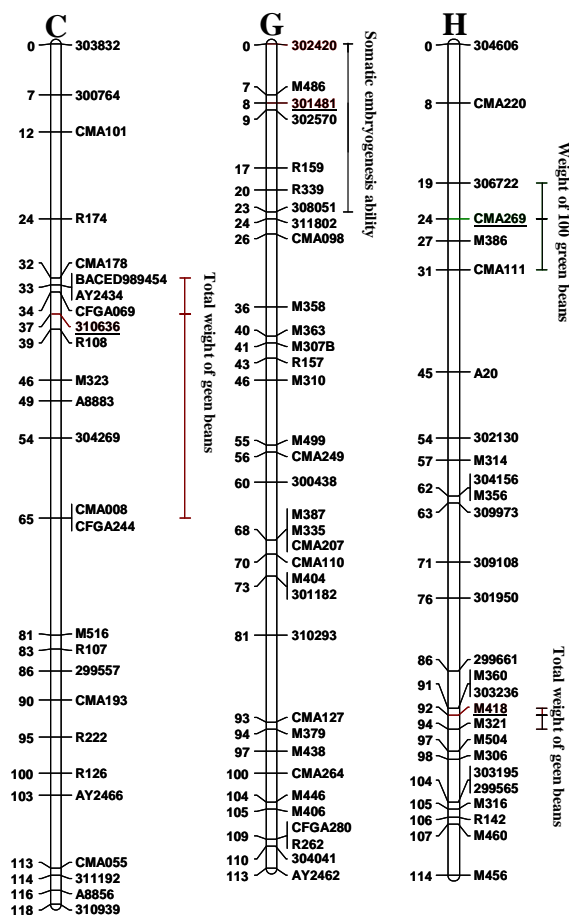 C
0 303832
7 300764
12 CMA101
24 R174
32 CMA178
33 BACED989454
AY2434
34 CFGA069
37 310636
39 R108
46 M323
49 A8883
54 304269
65 CMA008
CFGA244
81 M516
83 R107
86 299557
90 CMA193
95 R222
100 R126
103 AY2466
113 CMA055
114 311192
116 A8856
118 310939
Total weight of geen beans
G
0 302420
7 M486
8 301481
9 302570
17 R159
20 R339
23 308051
24 311802
26 CMA098
36 M358
40 M363
41 M307B
43 R157
46 M310
55 M499
56 CMA249
60 300438
68 M387
M335
CMA207
70 CMA110
73 M404
301182
81 310293
93 CMA127
94 M379
97 M438
100 CMA264
104 M446
105 M406
109 CFGA280
R262
110 304041
113 AY2462
Somatic embryogenesis ability
H
0 304606
8 CMA220
19 306722
24 CMA269
27 M386
31 CMA111
45 A20
54 302130
57 M314
62 304156
M356
63 309973
71 309108
76 301950
86 299661
91 M360
303236
92 M418
94 M321
97 M504
98 M306
104 303195
299565
105 M316
106 R142
107 M460
114 M456
Weight of 100 green beans
Total weight of geen beans